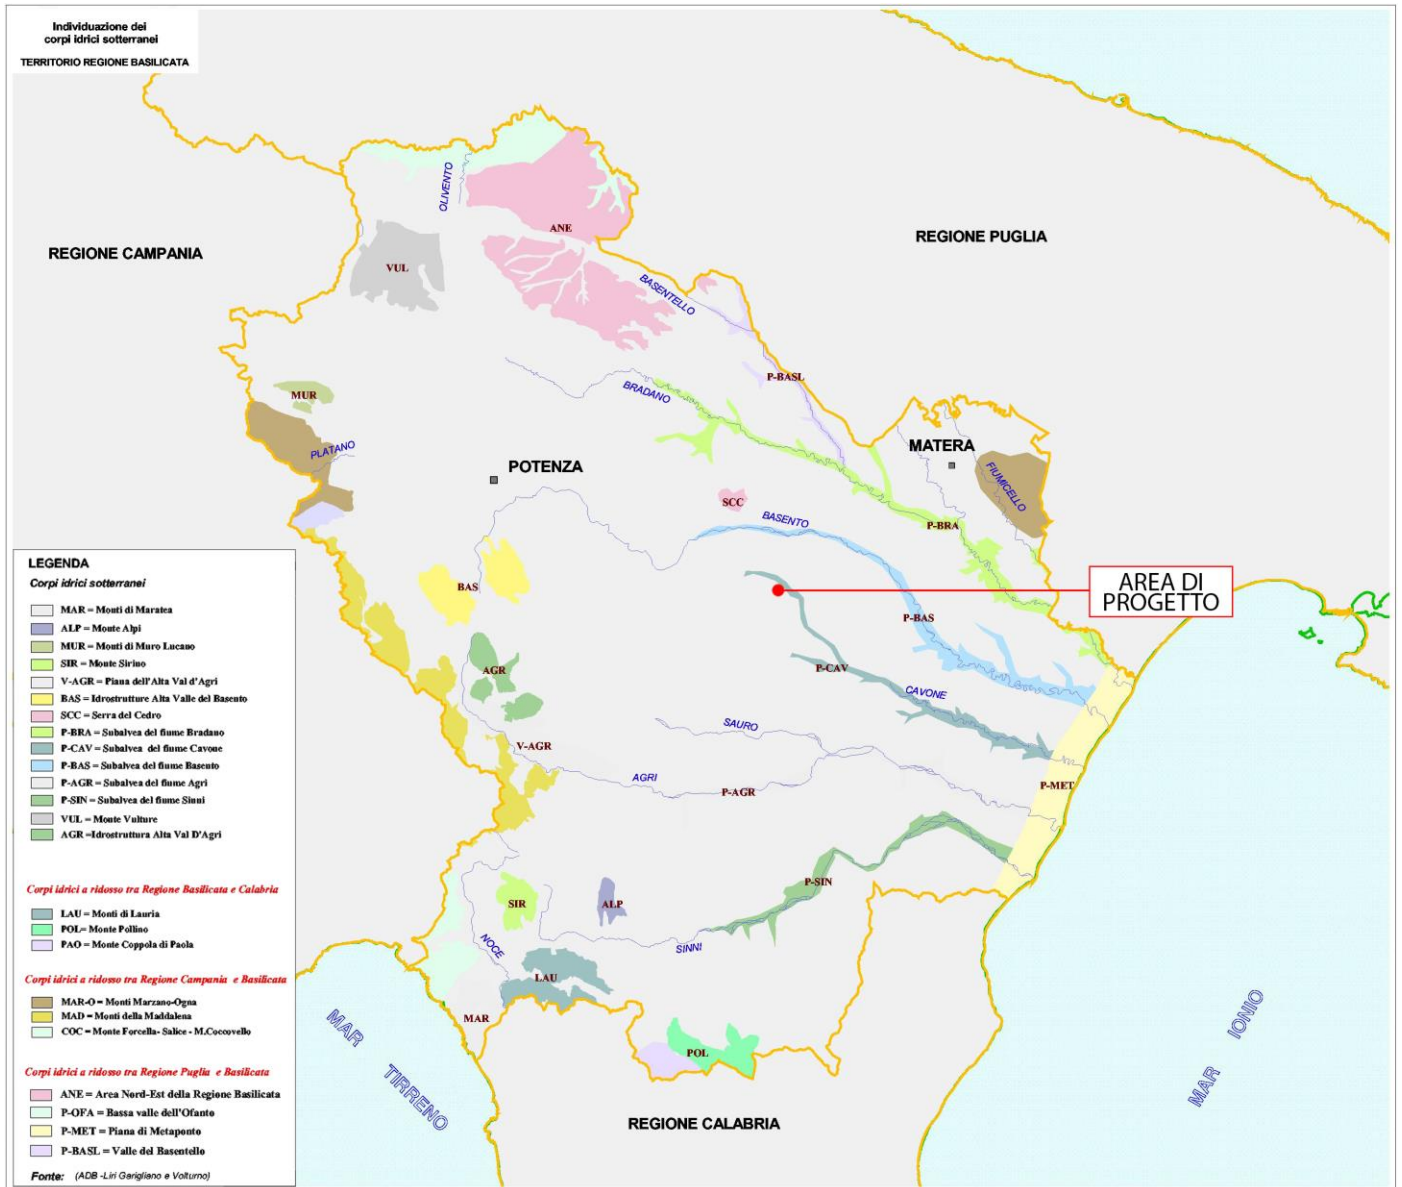 Individuazione dei
corpi idrici sotterranei
TERRITORIO REGIONE BASILICATA
OLIVENTO
ANE
REGIONE CAMPANIA
REGIONE PUGLIA
VUL
BASENTELLO
P-BASL
BRADANO
MUR
PLATANO
MATERA
POTENZA
FIUMICELLO
SCC
BASENTO
P-BRA
BAS
AREA DI
PROGETTO
P-BAS
AGR
P-CAV
CAVONE
SAURO
V-AGR
AGRI
P-AGR
P-MET
P-SIN
SIR
ALP
NOCE
SINNI
LAU
MAR
POL
MAR TIRRENO
MAR IONIO
REGIONE CALABRIA
LEGENDA
Corpi idrici sotterranei
MAR = Monti di Maratea
ALP = Monte Alpi
MUR = Monti di Muro Lucano
SIR = Monte Sirino
V-AGR = Piana dell'Alta Val d'Agri
BAS = Idrostrutture Alta Valle del Basento
SCC = Serra del Cedro
P-BRA = Subalvea del fiume Bradano
P-CAV = Subalvea del fiume Cavone
P-BAS = Subalvea del fiume Basento
P-AGR = Subalvea del fiume Agri
P-SIN = Subalvea del fiume Sinni
VUL = Monte Vulture
AGR =Idrostruttura Alta Val D'Agri
Corpi idrici a ridosso tra Regione Basilicata e Calabria
LAU = Monti di Lauria
POL= Monte Pollino
PAO = Monte Coppola di Paola
Corpi idrici a ridosso tra Regione Campania e Basilicata
MAR-O = Monti Marzano-Ogna
MAD = Monti della Maddalena
COC = Monte Forcella- Salice - M.Coccovello
Corpi idrici a ridosso tra Regione Puglia e Basilicata
ANE = Area Nord-Est della Regione Basilicata
P-OFA = Bassa valle dell'Ofanto
P-MET = Piana di Metaponto
P-BASL = Valle del Basentello
Fonte: (ADB -Liri Garigliano e Volturno)